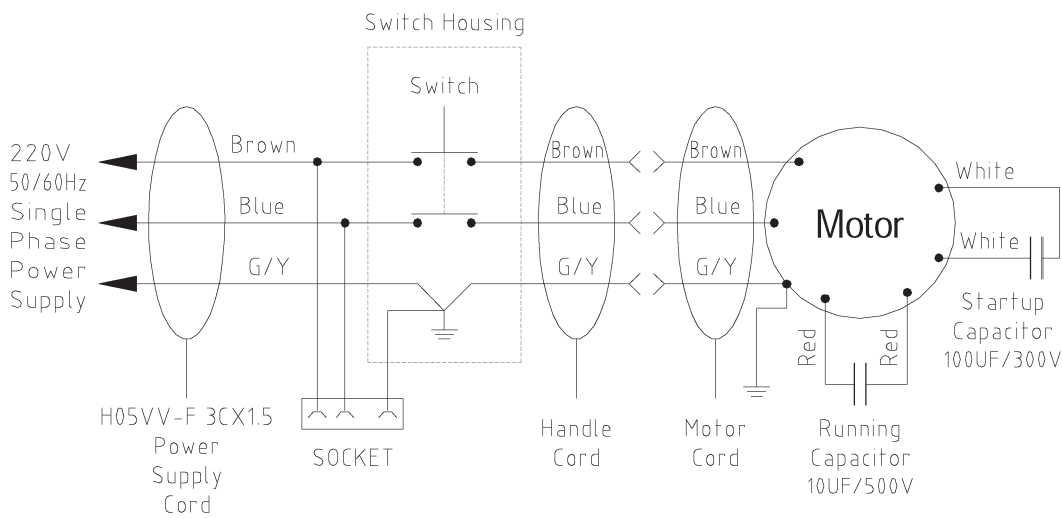 Switch Housing
Switch
220V
50/60Hz
Single
Phase
Power
Supply
Brown
Blue
G/Y
Brown
Blue
G/Y
Brown
Blue
G/Y
Motor
White
White
Startup
Capacitor
100UF/300V
Red
Red
H05VV-F 3CX1.5
Power
Supply
Cord
SOCKET
Handle
Cord
Motor
Cord
Running
Capacitor
10UF/500V